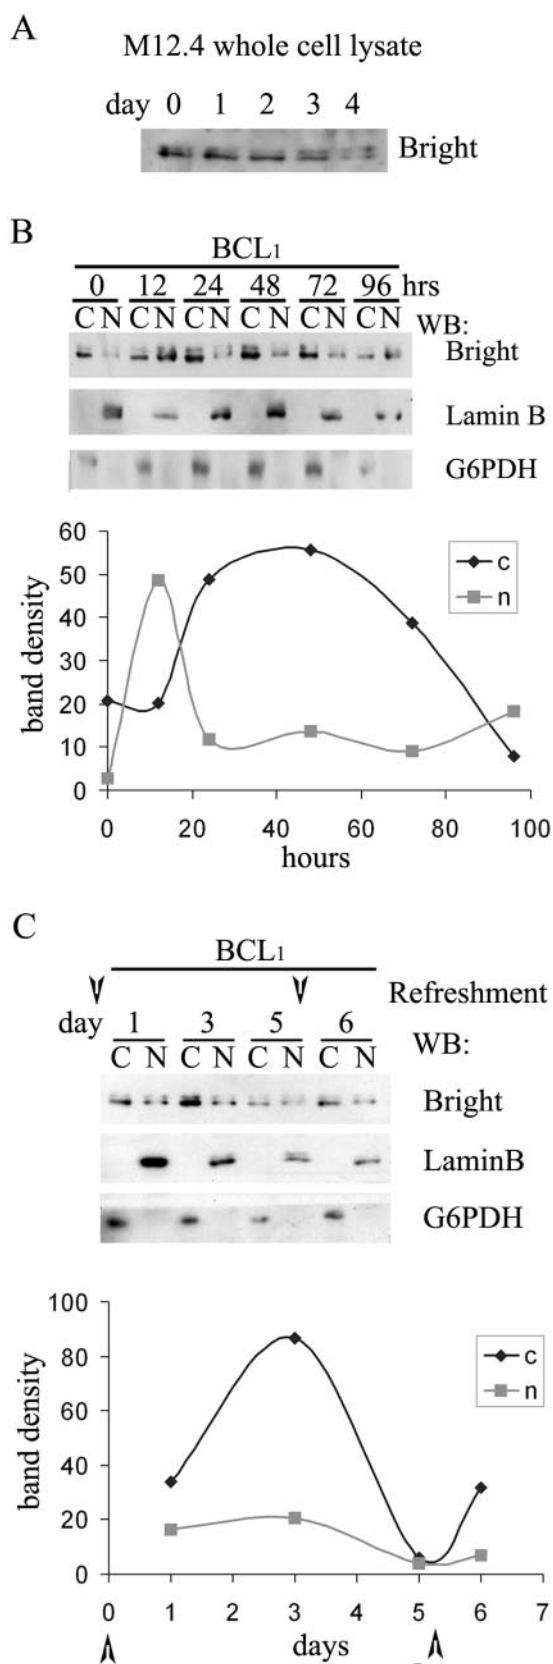 A
M12.4 whole cell lysate
day 0 1 2 3 4
Bright
B
BCL1
0 12 24 48 72 96 hrs
C N C N C N C N C N C N WB:
Bright
Lamin B
G6PDH
60
50
40
30
20
10
0
band density
c
n
0 20 40 60 80 100
hours
C
BCL1
Refreshment
day 1 3 5 6
C N C N C N C N WB:
Bright
LaminB
G6PDH
100
80
60
40
20
0
band density
c
n
0 1 2 3 4 5 6 7
days